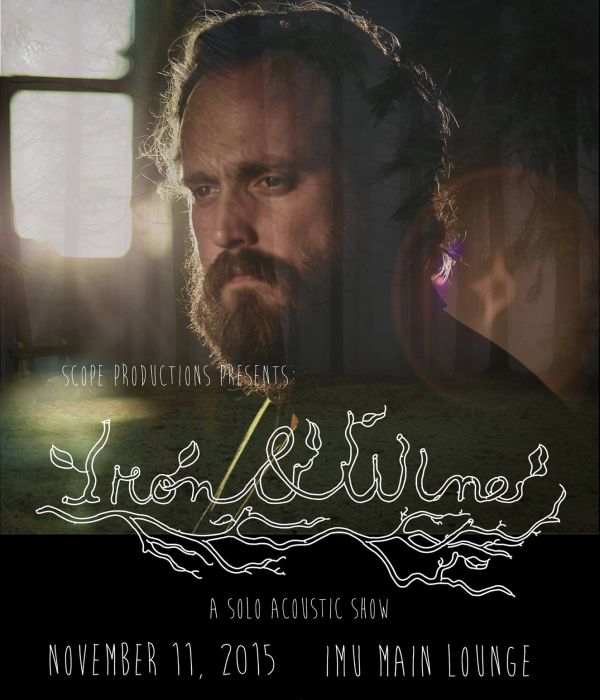 SCOPE PRODUCTIONS PRESENTS:
Iron & Wine
A SOLO ACOUSTIC SHOW
NOVEMBER 11, 2015 IMU MAIN LOUNGE